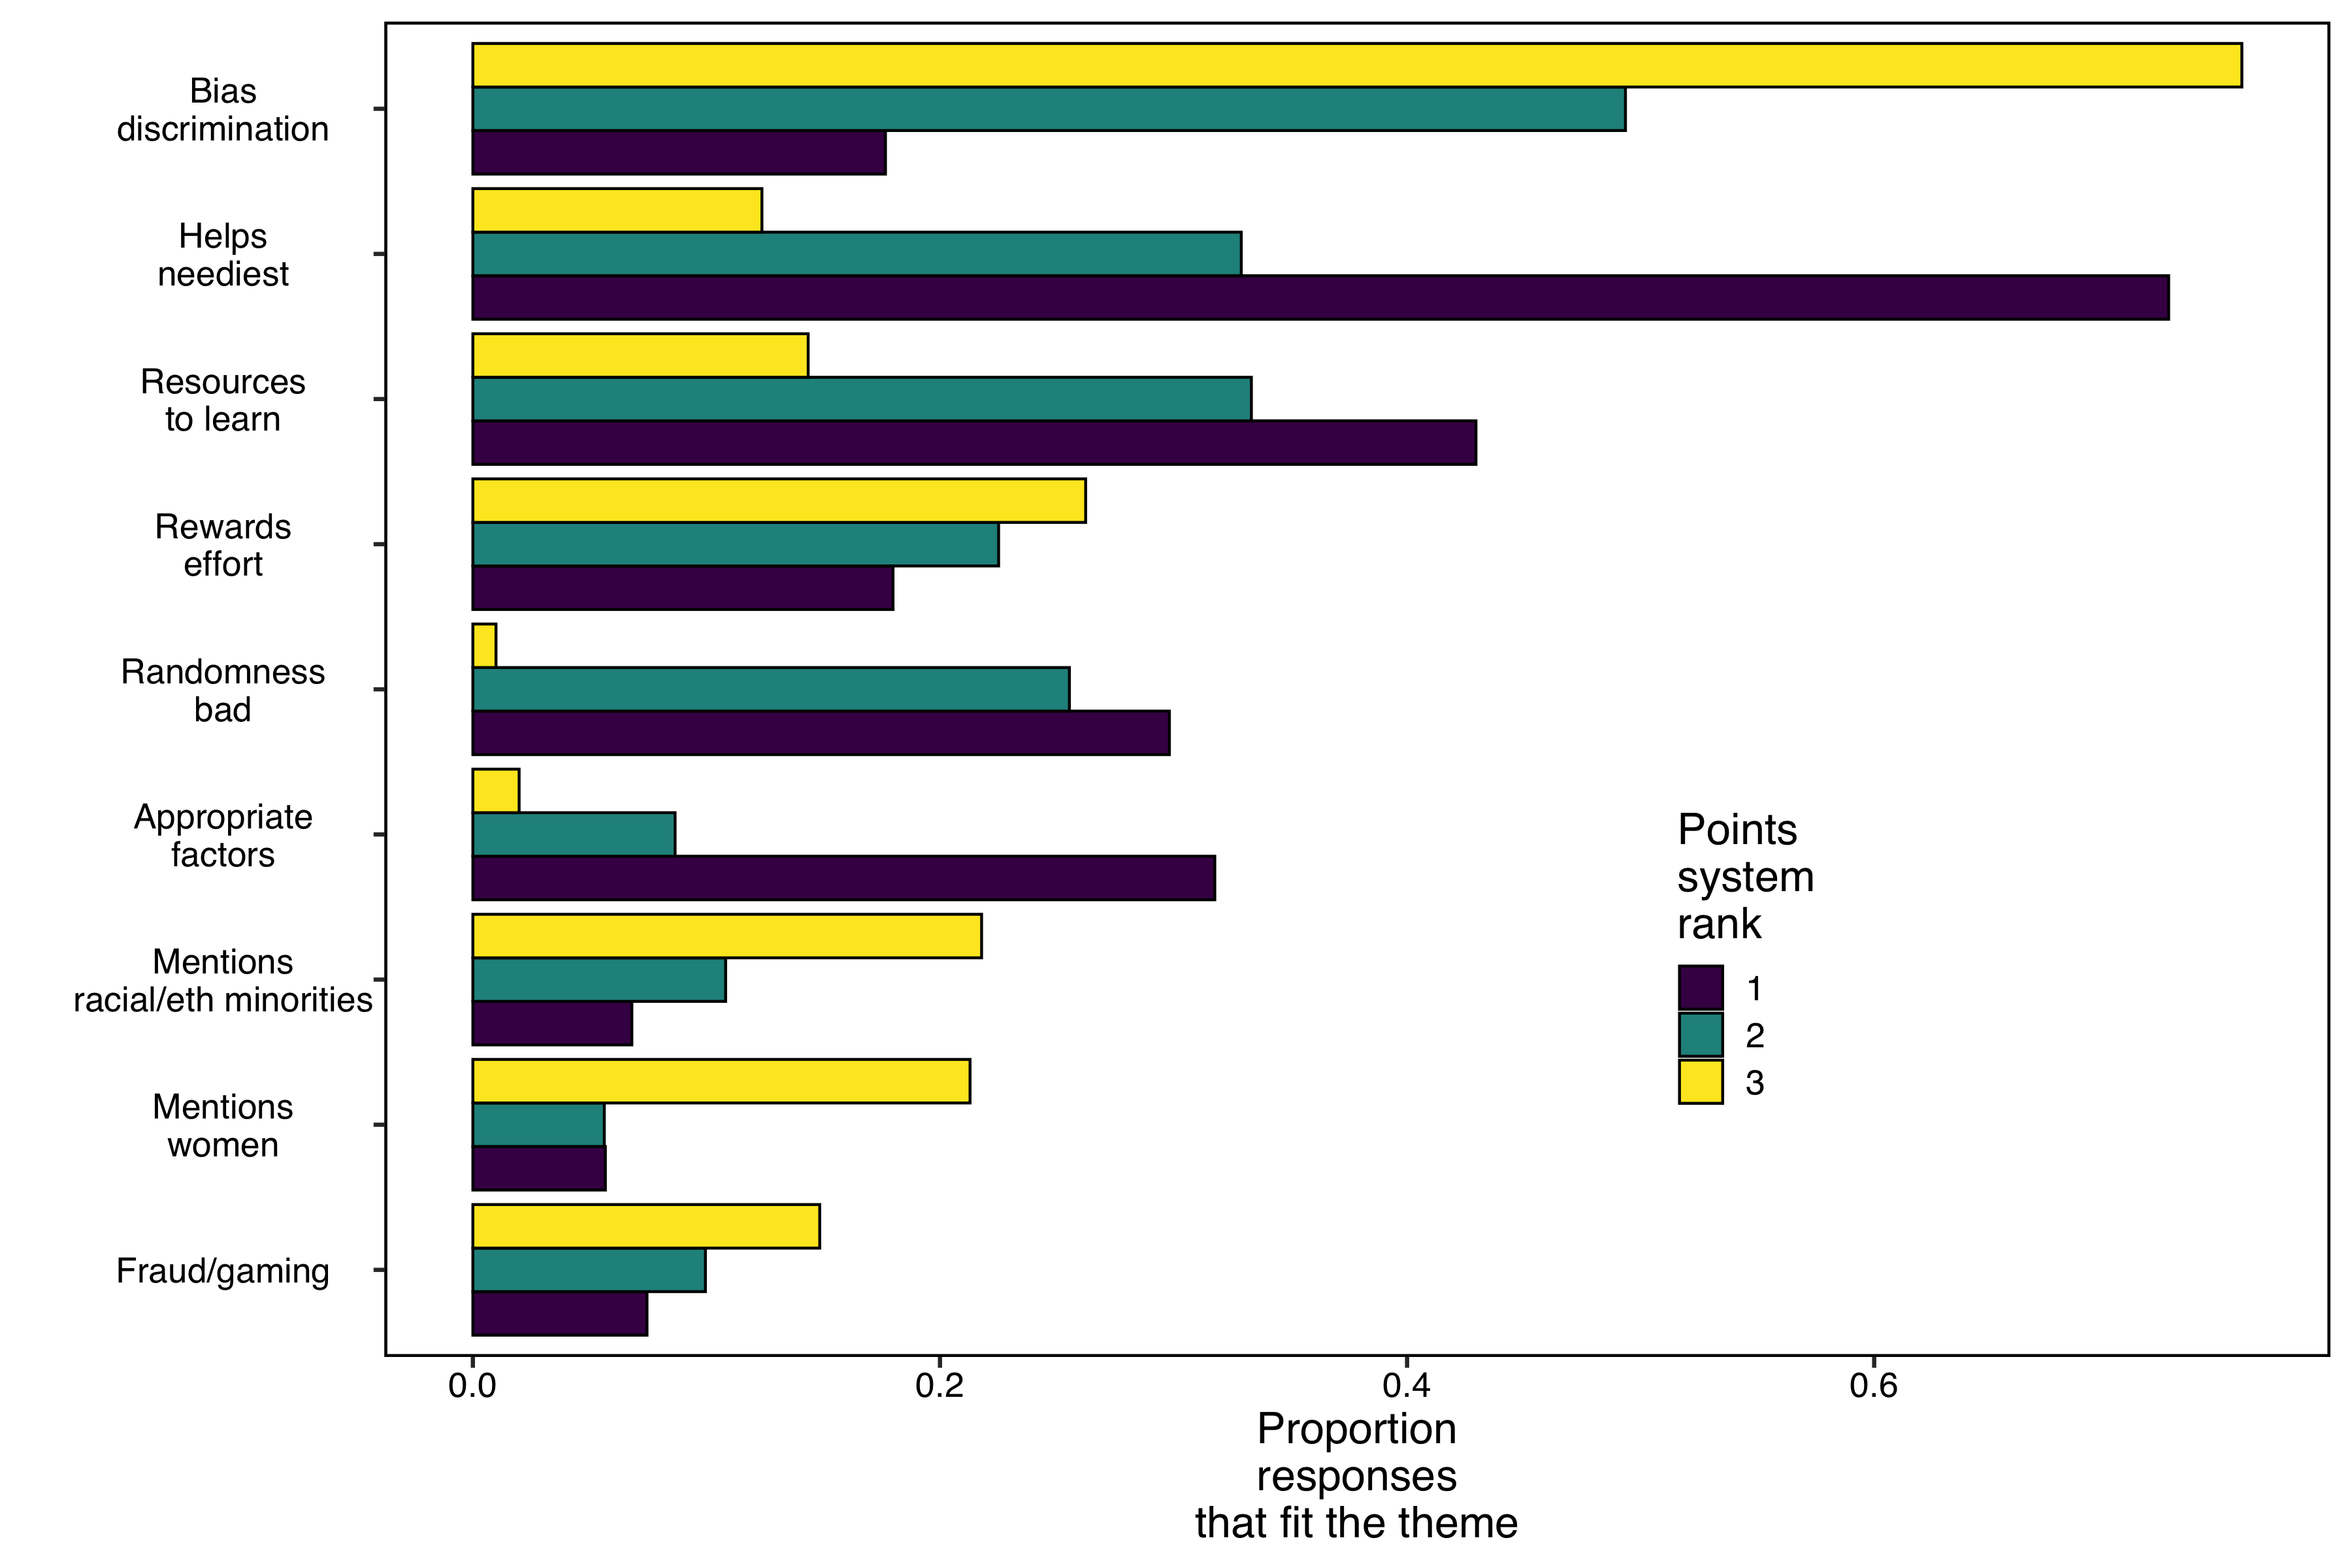 Bias
discrimination
Helps
neediest
Resources
to learn
Rewards
effort
Randomness
bad
Appropriate
factors
Mentions
racial/eth minorities
Mentions
women
Fraud/gaming
Points
system
rank
1
2
3
0.0 0.2 0.4 0.6
Proportion
responses
that fit the theme